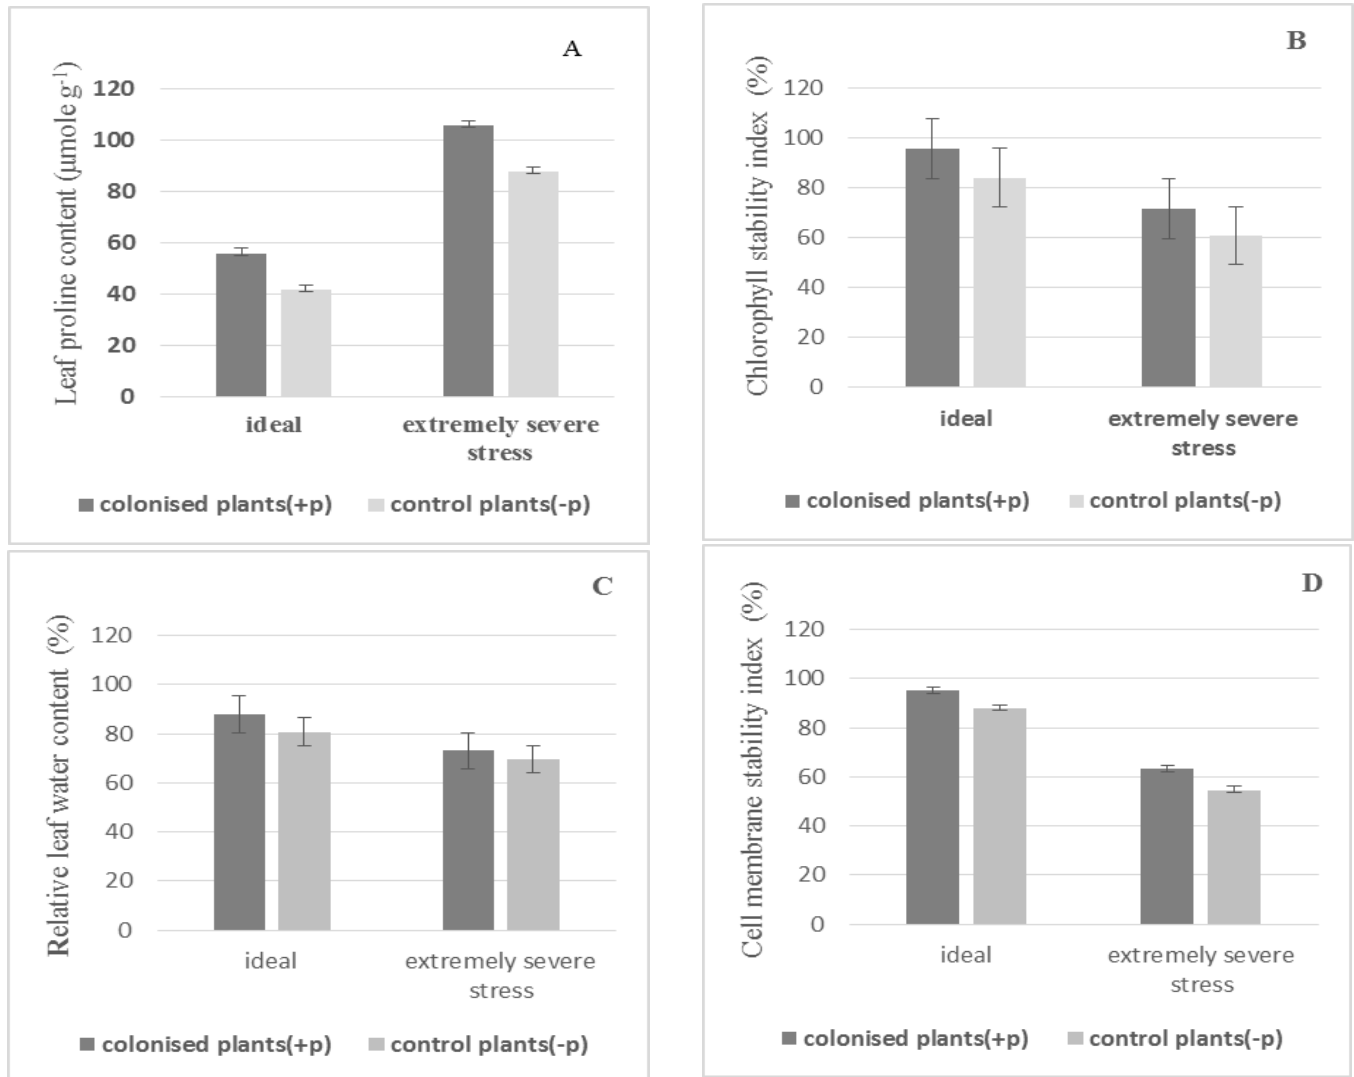 A
Leaf proline content (µmole g⁻¹)
120
100
80
60
40
20
0
ideal
extremely severe
stress
colonised plants(+p)
control plants(-p)
B
Chlorophyll stability index (%)
120
100
80
60
40
20
0
ideal
extremely severe
stress
colonised plants(+p)
control plants(-p)
C
Relative leaf water content (%)
120
100
80
60
40
20
0
ideal
extremely severe
stress
colonised plants(+p)
control plants(-p)
D
Cell membrane stability index (%)
120
100
80
60
40
20
0
ideal
extremely severe
stress
colonised plants(+p)
control plants(-p)